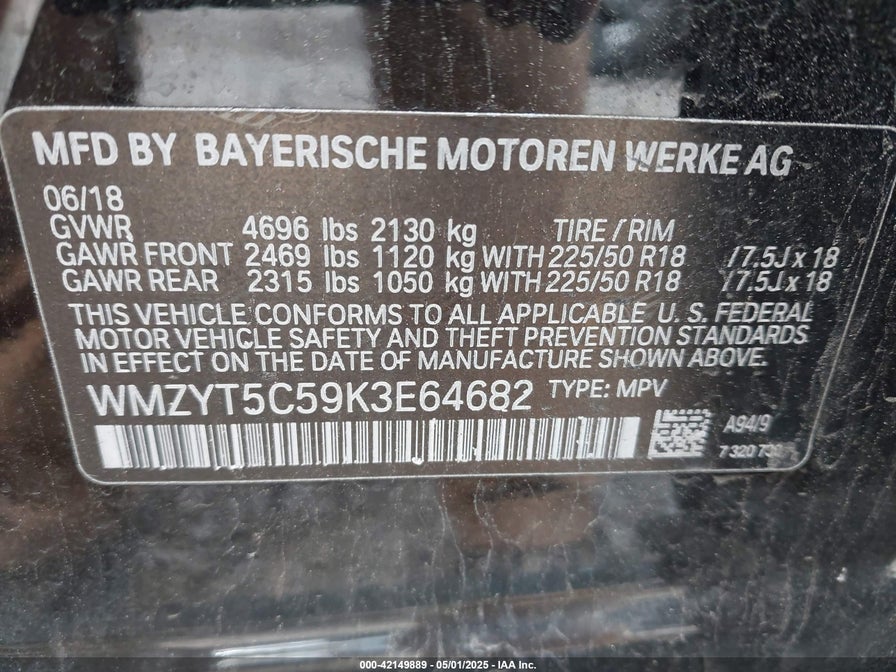 MFD BY BAYERISCHE MOTOREN WERKE AG
06/18
GVWR 4696 lbs 2130 kg TIRE / RIM
GAWR FRONT 2469 lbs 1120 kg WITH 225/50 R18 /7.5J x 18
GAWR REAR 2315 lbs 1050 kg WITH 225/50 R18 /7.5J x 18
THIS VEHICLE CONFORMS TO ALL APPLICABLE U. S. FEDERAL
MOTOR VEHICLE SAFETY AND THEFT PREVENTION STANDARDS
IN EFFECT ON THE DATE OF MANUFACTURE SHOWN ABOVE.
WMZYT5C59K3E64682 TYPE: MPV
A94/9
7 320
000-42149889 - 05/01/2025 - IAA Inc.